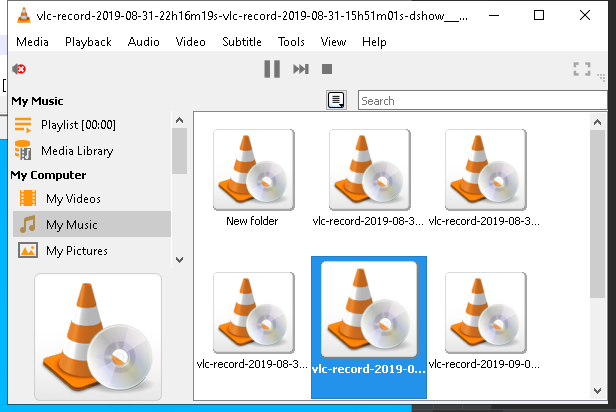 vlc-record-2019-08-31-22h16m19s-vlc-record-2019-08-31-15h51m01s-dshow__...
Media Playback Audio Video Subtitle Tools View Help
Search
My Music
Playlist [00:00]
Media Library
My Computer
My Videos
My Music
My Pictures
New folder
vlc-record-2019-08-3...
vlc-record-2019-08-3...
vlc-record-2019-08-3...
vlc-record-2019-0...
vlc-record-2019-09-0...